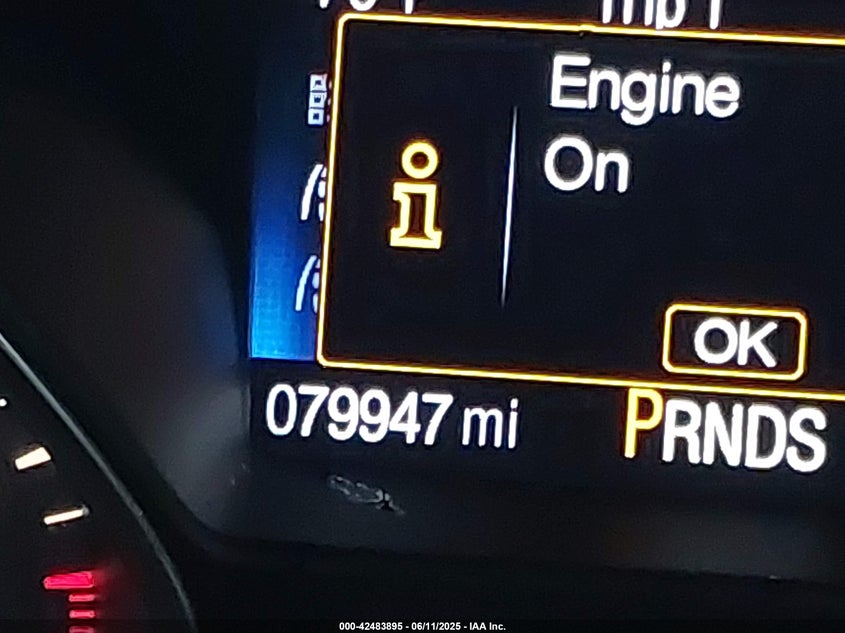 Engine
On
OK
079947 mi PRNDS
000-42483895 - 06/11/2025 - IAA Inc.